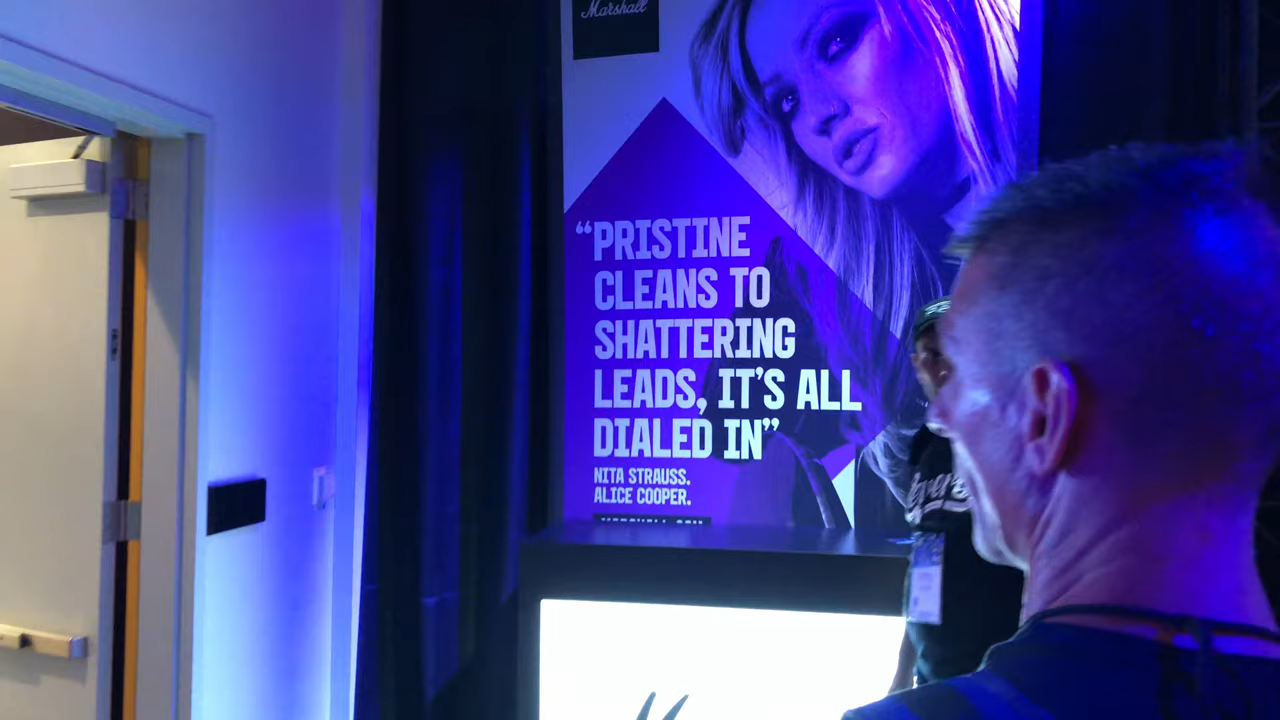 Marshall
“PRISTINE
CLEANS TO
SHATTERING
LEADS, IT’S ALL
DIALED IN”
NITA STRAUSS.
ALICE COOPER.